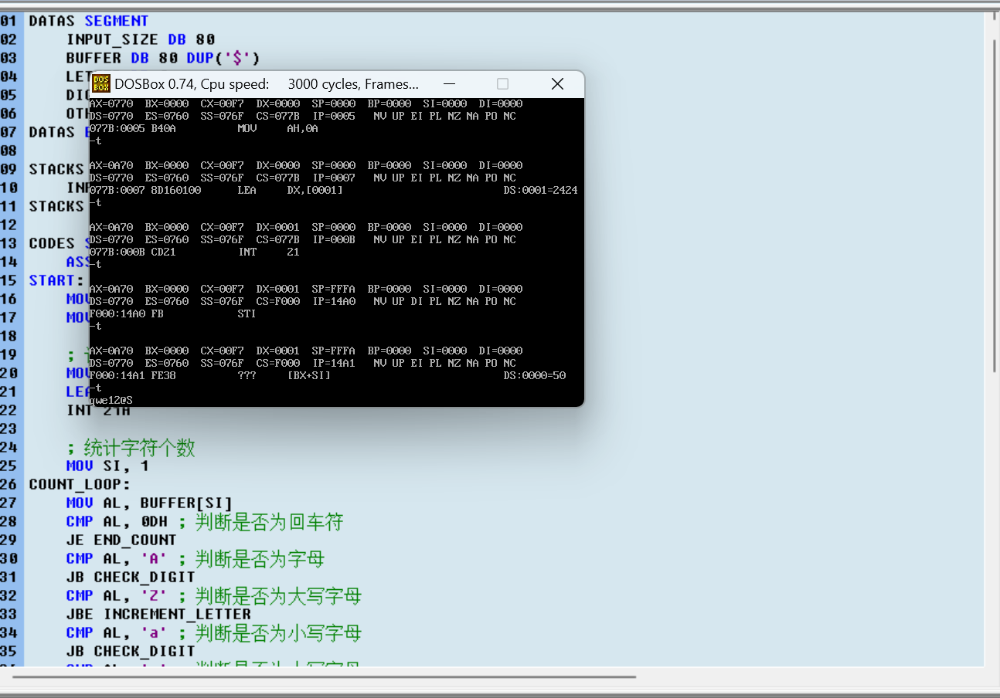 01 DATAS SEGMENT
02 INPUT_SIZE DB 80
03 BUFFER DB 80 DUP('$')
04 LET
05 DIG
06 OTH
07 DATAS E
08
09 STACKS
10 INP
11 STACKS
12
13 CODES S
14 ASS
15 START:
16 MOV
17 MOV
18
19 ;
20 MOV
21 LEA
22 INT 21H
23
24 ; 统计字符个数
25 MOV SI, 1
26 COUNT_LOOP:
27 MOV AL, BUFFER[SI]
28 CMP AL, 0DH ; 判断是否为回车符
29 JE END_COUNT
30 CMP AL, 'A' ; 判断是否为字母
31 JB CHECK_DIGIT
32 CMP AL, 'Z' ; 判断是否为大写字母
33 JBE INCREMENT_LETTER
34 CMP AL, 'a' ; 判断是否为小写字母
35 JB CHECK_DIGIT
DOSBox 0.74, Cpu speed: 3000 cycles, Frames...
AX=0770 BX=0000 CX=00F7 DX=0000 SP=0000 BP=0000 SI=0000 DI=0000
DS=0770 ES=0760 SS=076F CS=077B IP=0005 NV UP EI PL NZ NA PO NC
077B:0005 B40A MOV AH,0A
-t
AX=0A70 BX=0000 CX=00F7 DX=0000 SP=0000 BP=0000 SI=0000 DI=0000
DS=0770 ES=0760 SS=076F CS=077B IP=0007 NV UP EI PL NZ NA PO NC
077B:0007 8D160100 LEA DX,[0001] DS:0001=2424
-t
AX=0A70 BX=0000 CX=00F7 DX=0001 SP=0000 BP=0000 SI=0000 DI=0000
DS=0770 ES=0760 SS=076F CS=077B IP=000B NV UP EI PL NZ NA PO NC
077B:000B CD21 INT 21
-t
AX=0A70 BX=0000 CX=00F7 DX=0001 SP=FFFA BP=0000 SI=0000 DI=0000
DS=0770 ES=0760 SS=076F CS=F000 IP=14A0 NV UP DI PL NZ NA PO NC
F000:14A0 FB STI
-t
AX=0A70 BX=0000 CX=00F7 DX=0001 SP=FFFA BP=0000 SI=0000 DI=0000
DS=0770 ES=0760 SS=076F CS=F000 IP=14A1 NV UP EI PL NZ NA PO NC
F000:14A1 FE38 ??? [BX+SI] DS:0000=50
-t
qwe12@S